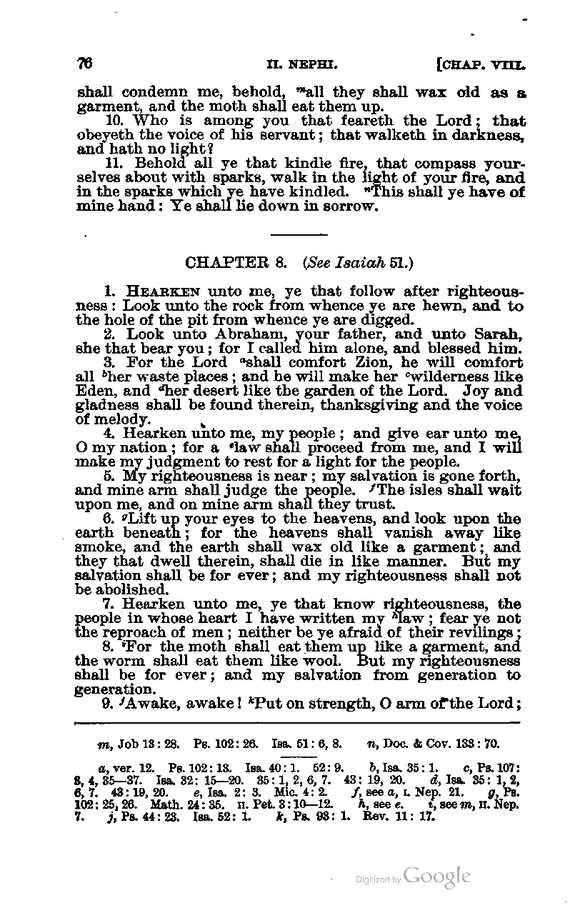 76 II. NEPHI. [CHAP. VIII.
shall condemn me, behold, ᵐall they shall wax old as a
garment, and the moth shall eat them up.
10. Who is among you that feareth the Lord; that
obeyeth the voice of his servant; that walketh in darkness,
and hath no light?
11. Behold all ye that kindle fire, that compass your-
selves about with sparks, walk in the light of your fire, and
in the sparks which ye have kindled. ⁿThis shall ye have of
mine hand: Ye shall lie down in sorrow.
CHAPTER 8. (See Isaiah 51.)
1. HEARKEN unto me, ye that follow after righteous-
ness: Look unto the rock from whence ye are hewn, and to
the hole of the pit from whence ye are digged.
2. Look unto Abraham, your father, and unto Sarah,
she that bear you; for I called him alone, and blessed him.
3. For the Lord ᵃshall comfort Zion, he will comfort
all ᵇher waste places; and he will make her ᶜwilderness like
Eden, and ᵈher desert like the garden of the Lord. Joy and
gladness shall be found therein, thanksgiving and the voice
of melody.
4. Hearken unto me, my people; and give ear unto me,
O my nation; for a ᵉlaw shall proceed from me, and I will
make my judgment to rest for a light for the people.
5. My righteousness is near; my salvation is gone forth,
and mine arm shall judge the people. ᶠThe isles shall wait
upon me, and on mine arm shall they trust.
6. ᵍLift up your eyes to the heavens, and look upon the
earth beneath; for the heavens shall vanish away like
smoke, and the earth shall wax old like a garment; and
they that dwell therein, shall die in like manner. But my
salvation shall be for ever; and my righteousness shall not
be abolished.
7. Hearken unto me, ye that know righteousness, the
people in whose heart I have written my ʰlaw; fear ye not
the reproach of men; neither be ye afraid of their revilings;
8. ⁱFor the moth shall eat them up like a garment, and
the worm shall eat them like wool. But my righteousness
shall be for ever; and my salvation from generation to
generation.
9. ʲAwake, awake! ᵏPut on strength, O arm of the Lord;
m, Job 13: 28. Ps. 102: 26. Isa. 51: 6, 8. n, Doc. & Cov. 133: 70.
a, ver. 12. Ps. 102: 13. Isa. 40: 1. 52: 9. b, Isa. 35: 1. c, Ps. 107:
3, 4, 35—37. Isa. 32: 15—20. 35: 1, 2, 6, 7. 43: 19, 20. d, Isa. 35: 1, 2,
6, 7. 43: 19, 20. e, Isa. 2: 3. Mic. 4: 2. f, see a, I. Nep. 21. g, Ps.
102: 25, 26. Math. 24: 35. II. Pet. 3: 10—12. h, see e. i, see m, II. Nep.
7. j, Ps. 44: 23. Isa. 52: 1. k, Ps. 93: 1. Rev. 11: 17.
Digitized by Google